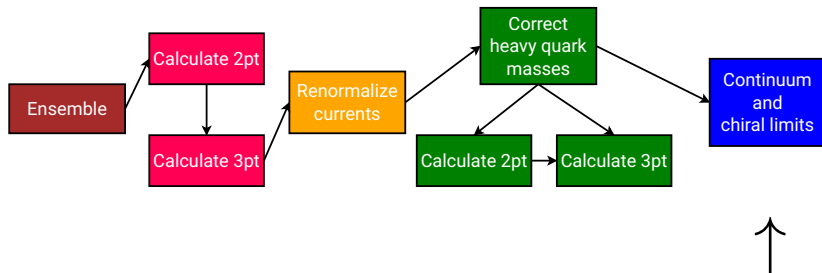 Ensemble
Calculate 2pt
Calculate 3pt
Renormalize
currents
Correct
heavy quark
masses
Calculate 2pt
Calculate 3pt
Continuum
and
chiral limits